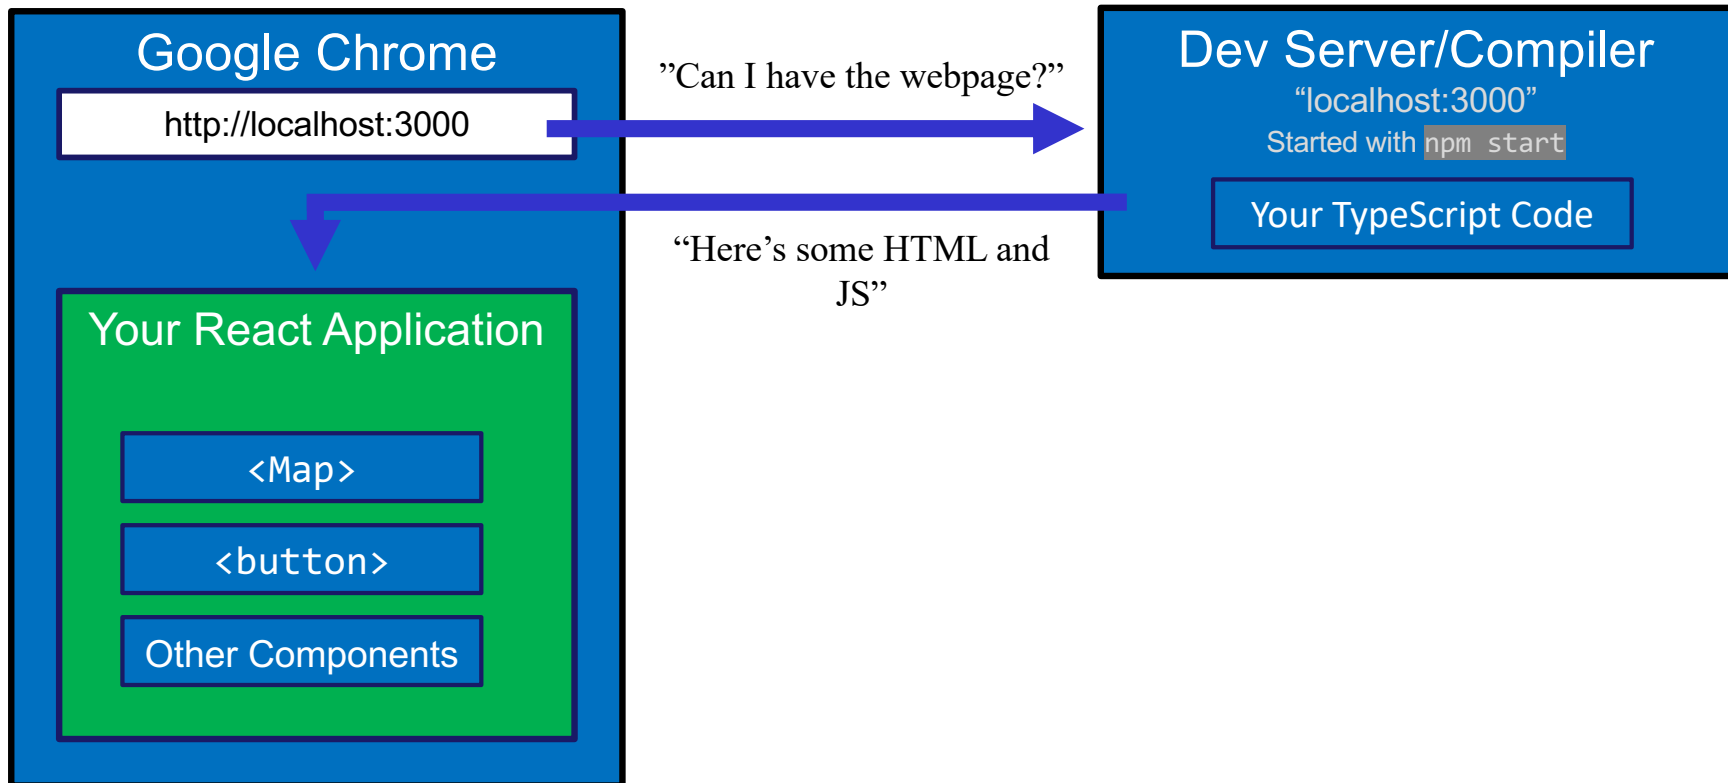 Google Chrome
http://localhost:3000
”Can I have the webpage?”
Dev Server/Compiler
“localhost:3000”
Started with npm start
Your TypeScript Code
“Here’s some HTML and
JS”
Your React Application
<Map>
<button>
Other Components